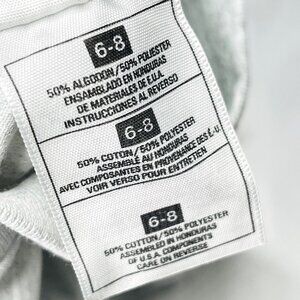 6-8
50% ALGODON/50% POLIESTER
ENSAMBLADO EN HONDURAS
DE MATERIALES DE E.U.A.
INSTRUCCIONES AL REVERSO
6-8
50% COTON/50% POLYESTER
ASSEMBLÉ AU HONDURAS
AVEC COMPOSANTES EN PROVENANCE DES É.-U.
VOIR VERSO POUR ENTRETIEN
6-8
50% COTTON/50% POLYESTER
ASSEMBLED IN HONDURAS
OF U.S.A. COMPONENTS
CARE ON REVERSE